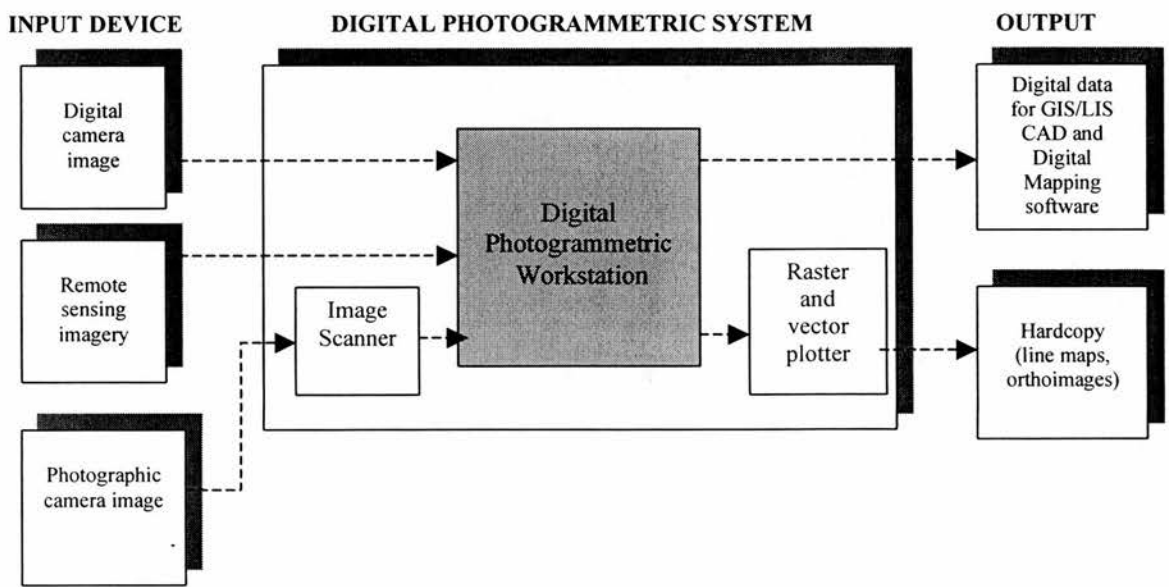 INPUT DEVICE
DIGITAL PHOTOGRAMMETRIC SYSTEM
OUTPUT
Digital
camera
image
Remote
sensing
imagery
Photographic
camera image
Image
Scanner
Digital
Photogrammetric
Workstation
Raster
and
vector
plotter
Digital data
for GIS/LIS
CAD and
Digital
Mapping
software
Hardcopy
(line maps,
orthoimages)